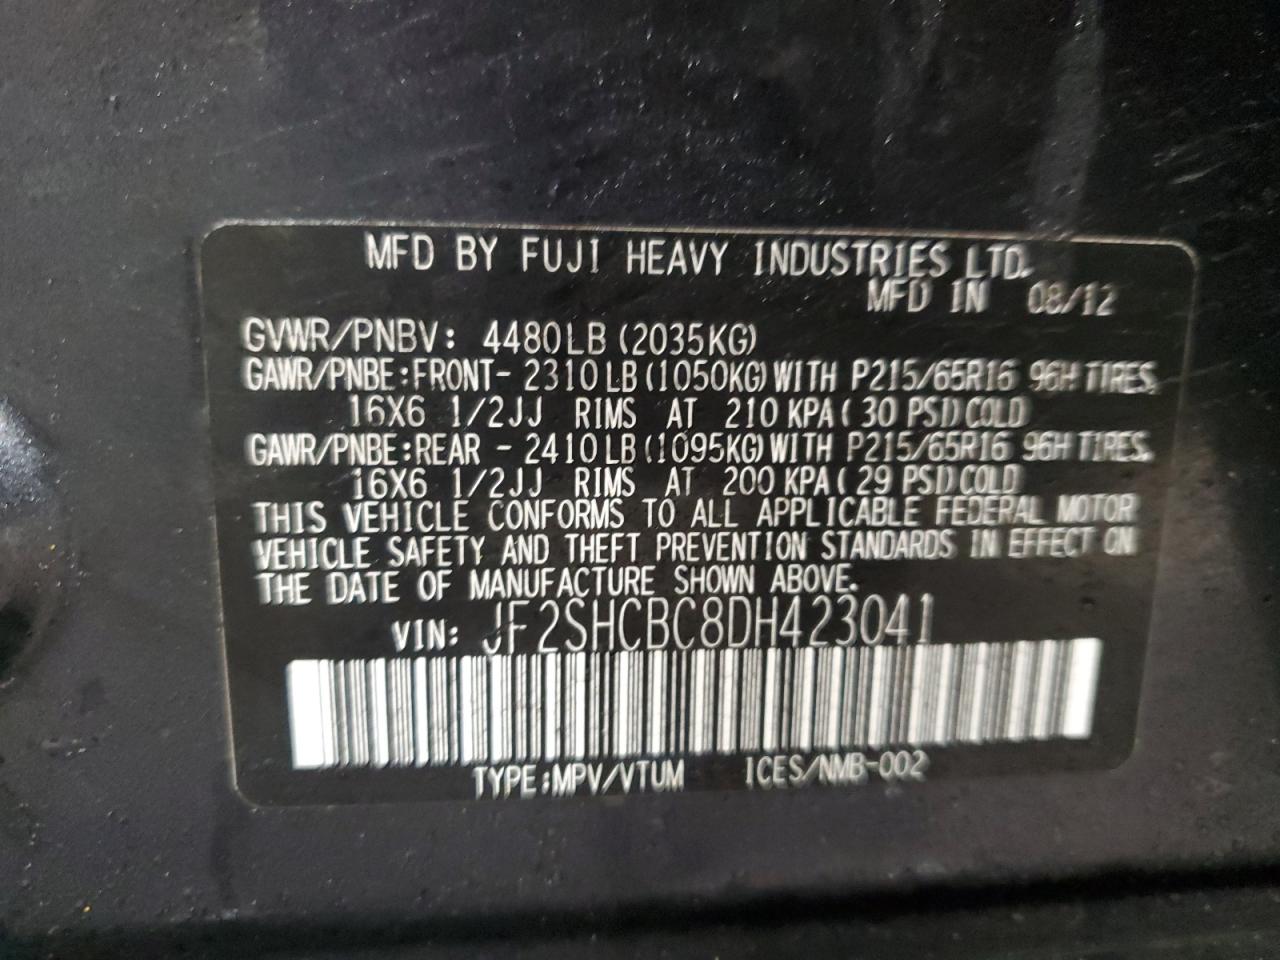 MFD BY FUJI HEAVY INDUSTRIES LTD.
MFD IN 08/12
GVWR/PNBV: 4480LB (2035KG)
GAWR/PNBE:FRONT- 2310LB(1050KG)WITH P215/65R16 96H TIRES.
16X6 1/2JJ RIMS AT 210 KPA( 30 PSI)COLD
GAWR/PNBE:REAR - 2410LB(1095KG)WITH P215/65R16 96H TIRES.
16X6 1/2JJ RIMS AT 200 KPA( 29 PSI)COLD
THIS VEHICLE CONFORMS TO ALL APPLICABLE FEDERAL MOTOR
VEHICLE SAFETY AND THEFT PREVENTION STANDARDS IN EFFECT ON
THE DATE OF MANUFACTURE SHOWN ABOVE.
VIN: JF2SHCBC8DH423041
TYPE:MPV/VTUM ICES/NMB-002